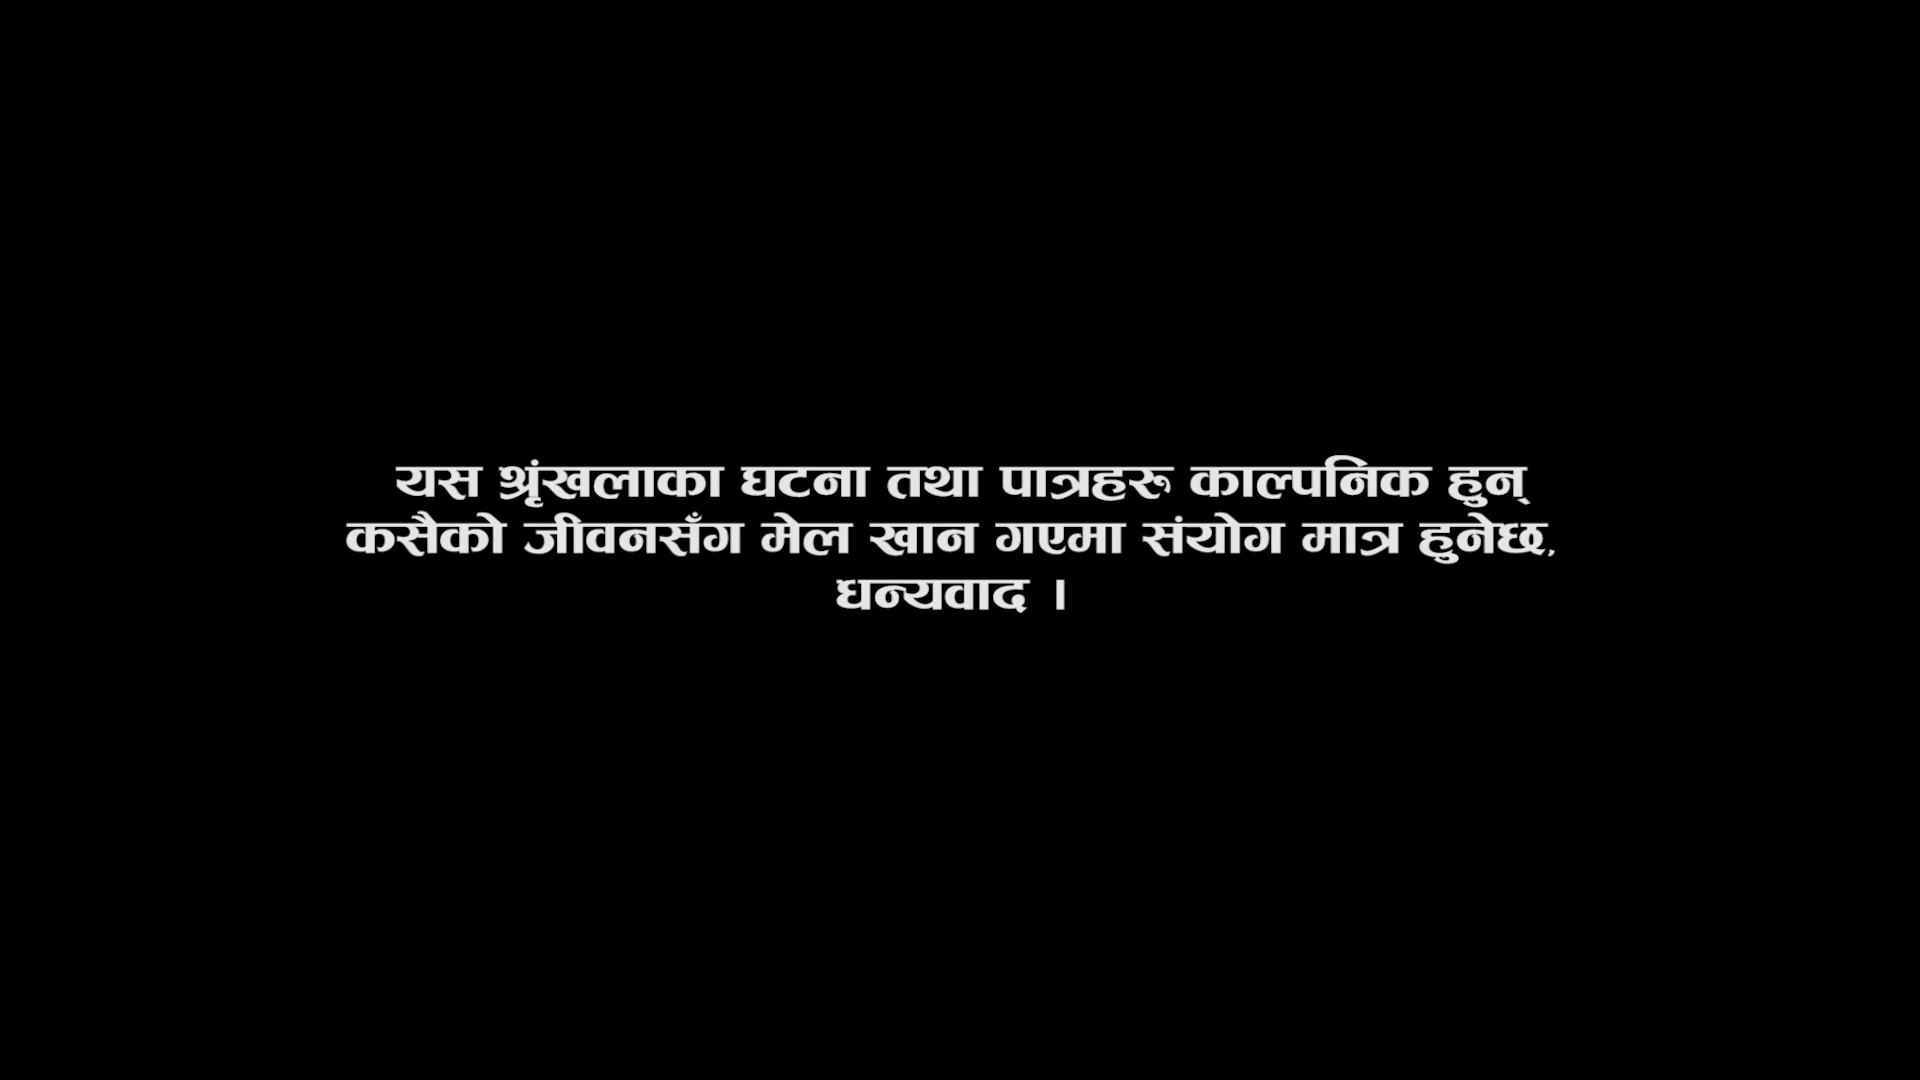 यस श्रृंखलाका घटना तथा पात्रहरू काल्पनिक हुन्
कसैको जीवनसँग मेल खान गएमा संयोग मात्र हुनेछ,
धन्यवाद ।